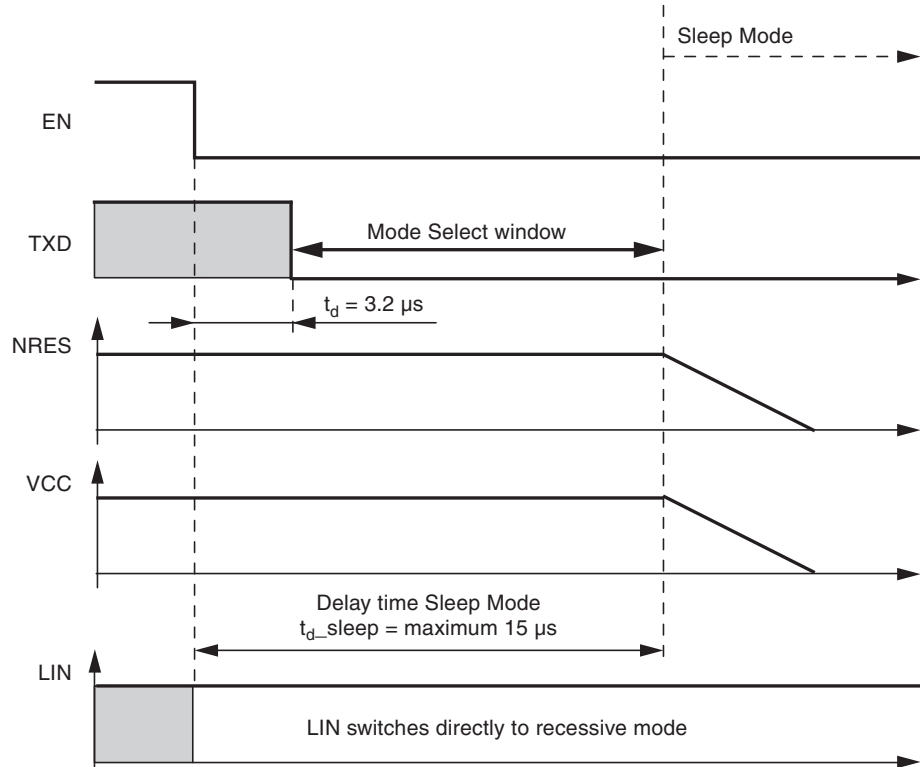 Sleep Mode
EN
TXD
Mode Select window
t_d = 3.2 µs
NRES
VCC
Delay time Sleep Mode
t_d_sleep = maximum 15 µs
LIN
LIN switches directly to recessive mode